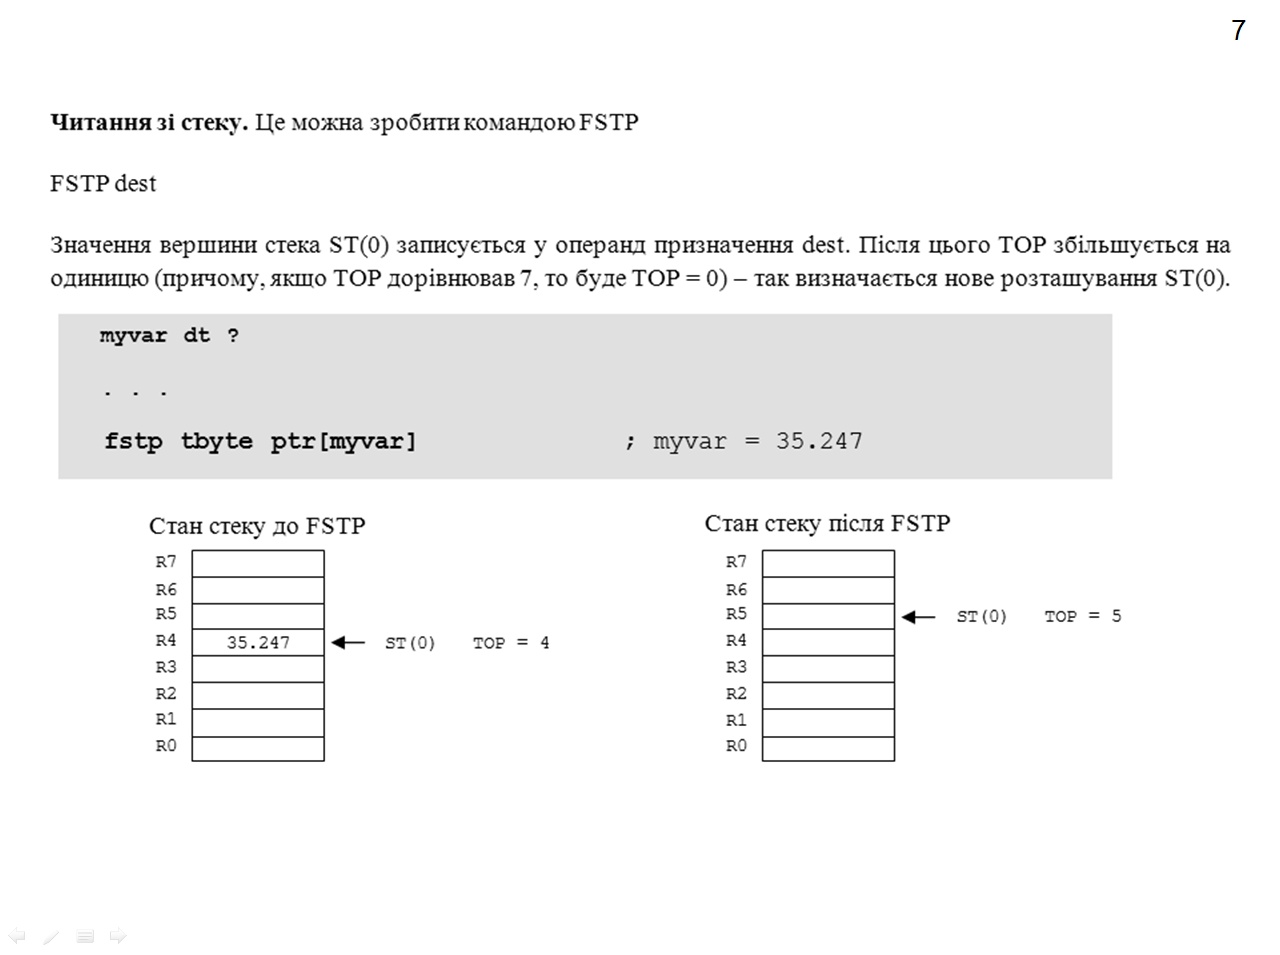 7
Читання зі стеку. Це можна зробити командою FSTP
FSTP dest
Значення вершини стека ST(0) записується у операнд призначення dest. Після цього TOP збільшується на
одиницю (причому, якщо TOP дорівнював 7, то буде TOP = 0) – так визначається нове розташування ST(0).
myvar dt ?
. . .
fstp tbyte ptr[myvar] ; myvar = 35.247
Стан стеку до FSTP
R7
R6
R5
R4 35.247 ST(0) TOP = 4
R3
R2
R1
R0
Стан стеку після FSTP
R7
R6
R5 ST(0) TOP = 5
R4
R3
R2
R1
R0